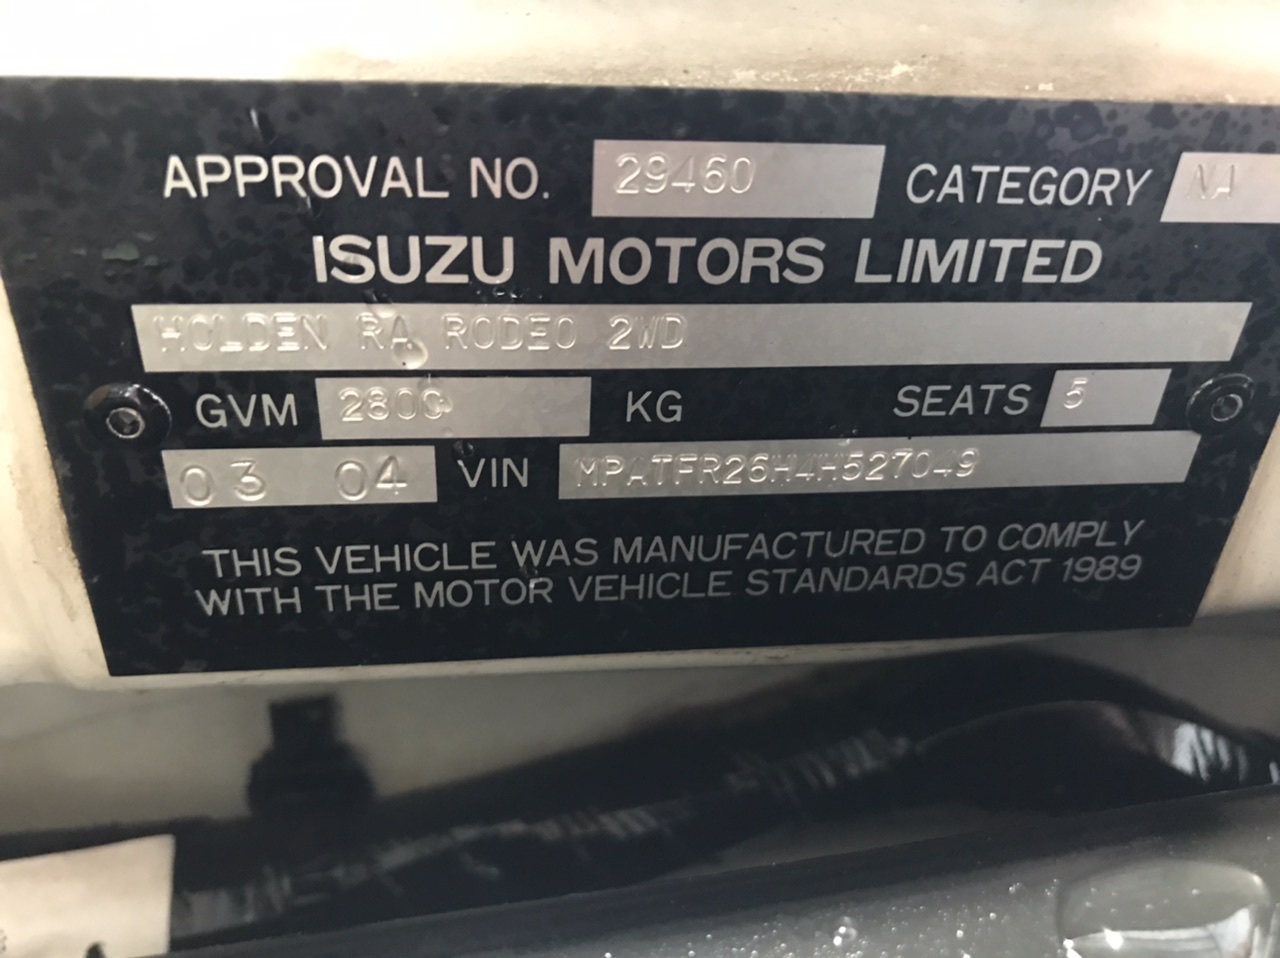 APPROVAL NO. 29460 CATEGORY NA
ISUZU MOTORS LIMITED
HOLDEN RA RODEO 2WD
GVM 2800 KG SEATS 5
03 04 VIN MPATFR26H4H527049
THIS VEHICLE WAS MANUFACTURED TO COMPLY
WITH THE MOTOR VEHICLE STANDARDS ACT 1989